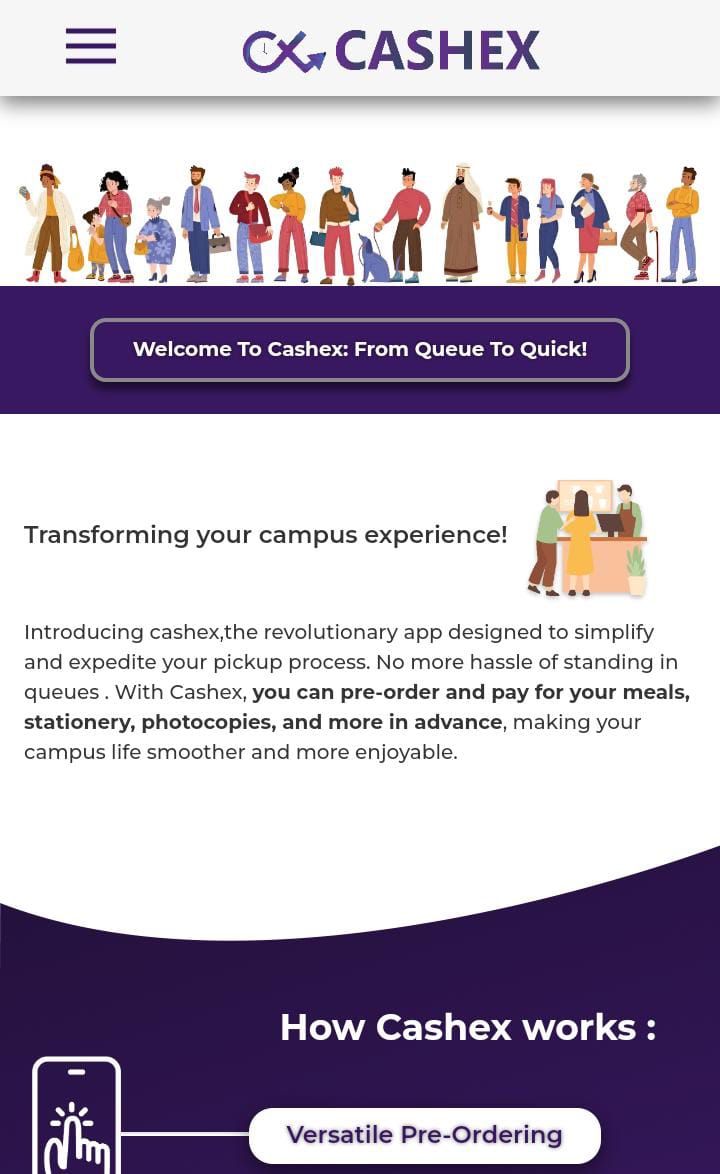 CASHEX
Welcome To Cashex: From Queue To Quick!
Transforming your campus experience!
Introducing cashex,the revolutionary app designed to simplify
and expedite your pickup process. No more hassle of standing in
queues . With Cashex, you can pre-order and pay for your meals,
stationery, photocopies, and more in advance, making your
campus life smoother and more enjoyable.
How Cashex works :
Versatile Pre-Ordering